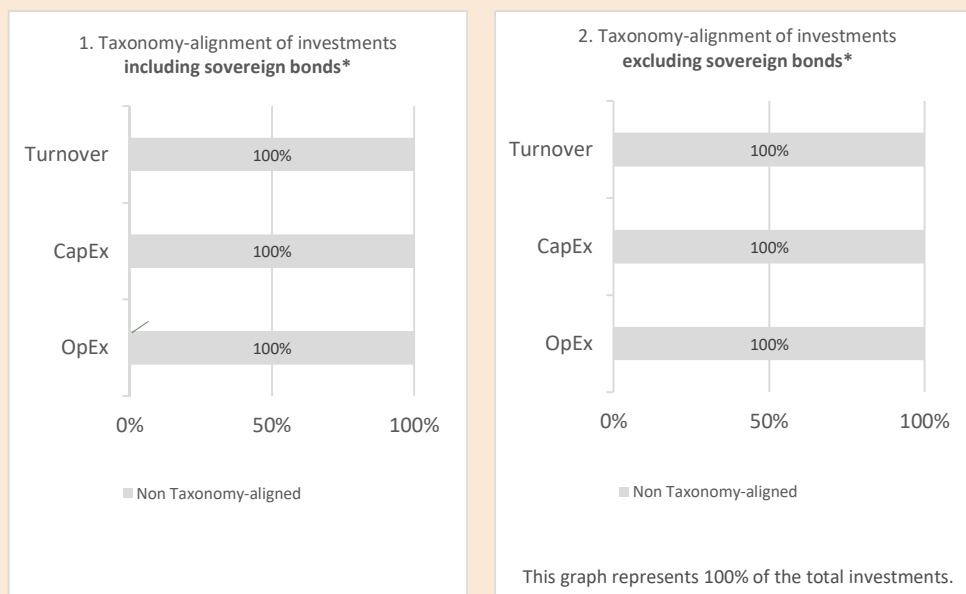 1. Taxonomy-alignment of investments
including sovereign bonds*
Turnover
100%
CapEx
100%
OpEx
100%
0%
50%
100%
Non Taxonomy-aligned
2. Taxonomy-alignment of investments
excluding sovereign bonds*
Turnover
100%
CapEx
100%
OpEx
100%
0%
50%
100%
Non Taxonomy-aligned
This graph represents 100% of the total investments.